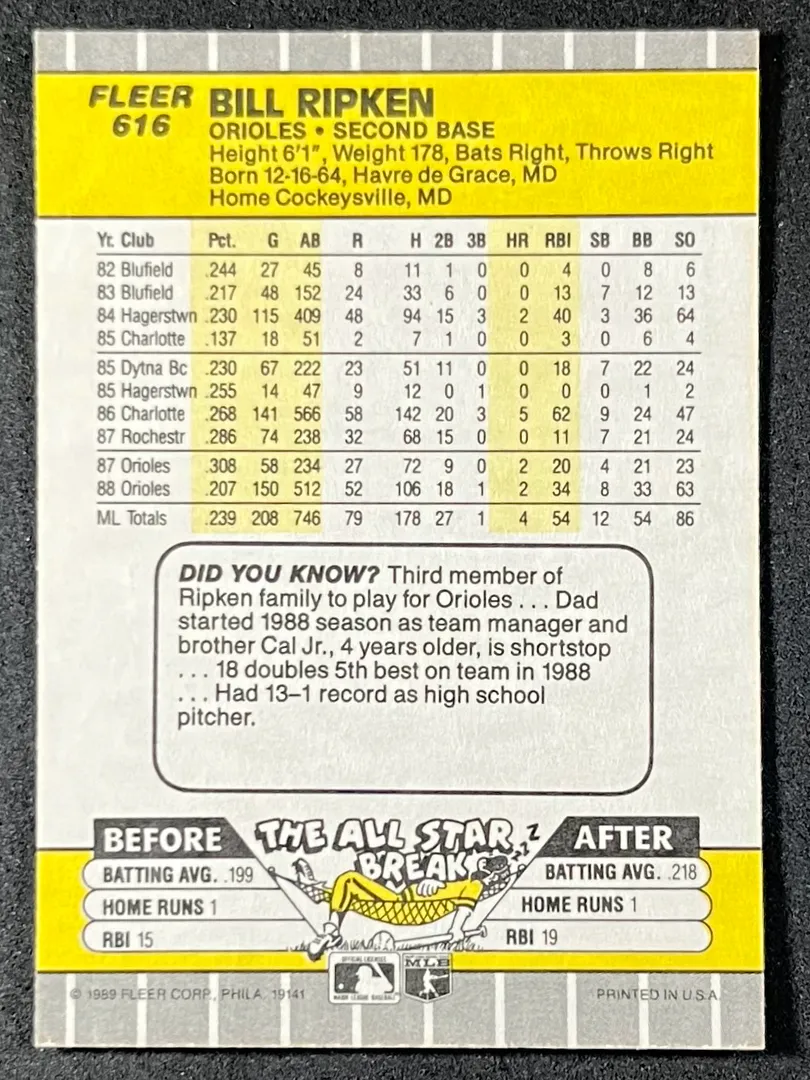 FLEER
616
BILL RIPKEN
ORIOLES • SECOND BASE
Height 6'1", Weight 178, Bats Right, Throws Right
Born 12-16-64, Havre de Grace, MD
Home Cockeysville, MD
Yr. Club Pct. G AB R H 2B 3B HR RBI SB BB SO
82 Blufield .244 27 45 8 11 1 0 0 4 0 8 6
83 Blufield .217 48 152 24 33 6 0 0 13 7 12 13
84 Hagerstwn .230 115 409 48 94 15 3 2 40 3 36 64
85 Charlotte .137 18 51 2 7 1 0 0 3 0 6 4
85 Dytna Bc .230 67 222 23 51 11 0 0 18 7 22 24
85 Hagerstwn .255 14 47 9 12 0 1 0 0 0 1 2
86 Charlotte .268 141 566 58 142 20 3 5 62 9 24 47
87 Rochestr .286 74 238 32 68 15 0 0 11 7 21 24
87 Orioles .308 58 234 27 72 9 0 2 20 4 21 23
88 Orioles .207 150 512 52 106 18 1 2 34 8 33 63
ML Totals .239 208 746 79 178 27 1 4 54 12 54 86
DID YOU KNOW? Third member of
Ripken family to play for Orioles . . . Dad
started 1988 season as team manager and
brother Cal Jr., 4 years older, is shortstop
. . . 18 doubles 5th best on team in 1988
. . . Had 13–1 record as high school
pitcher.
BEFORE THE ALL STAR BREAK ZZZ AFTER
BATTING AVG. .199 BATTING AVG. .218
HOME RUNS 1 HOME RUNS 1
RBI 15 RBI 19
OFFICIAL LICENSEE
MAJOR LEAGUE BASEBALL
MLB
© 1989 FLEER CORP., PHILA. 19141 PRINTED IN U.S.A.